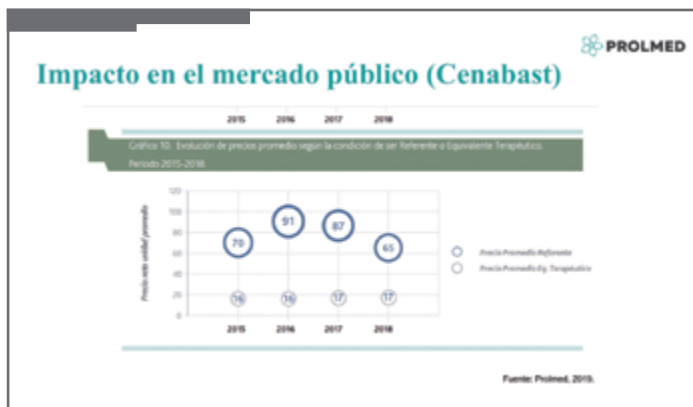 PROLMED
Impacto en el mercado público (Cenabast)
2015 2016 2017 2018
Gráfico 10. Evolución de precios promedio según la condición de ser Referente o Equivalente Terapéutico.
Período 2015-2018.
Precio neto unidad promedio
120
100
80
60
40
20
0
70 91 87 65
16 16 17 17
2015 2016 2017 2018
Precio Promedio Referente
Precio Promedio Eq. Terapéutico
Fuente: Prolmed, 2019.